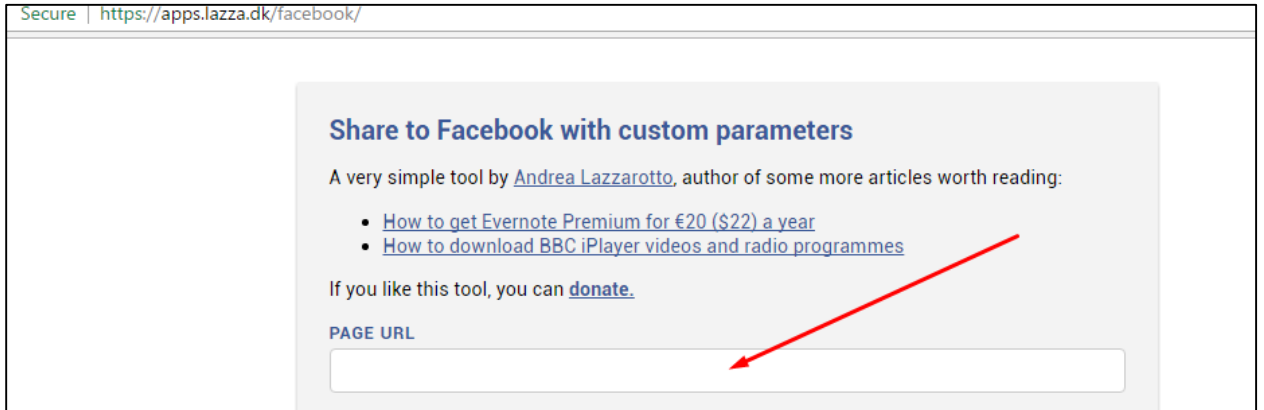 Secure | https://apps.lazza.dk/facebook/
Share to Facebook with custom parameters
A very simple tool by Andrea Lazzarotto, author of some more articles worth reading:
• How to get Evernote Premium for €20 ($22) a year
• How to download BBC iPlayer videos and radio programmes
If you like this tool, you can donate.
PAGE URL